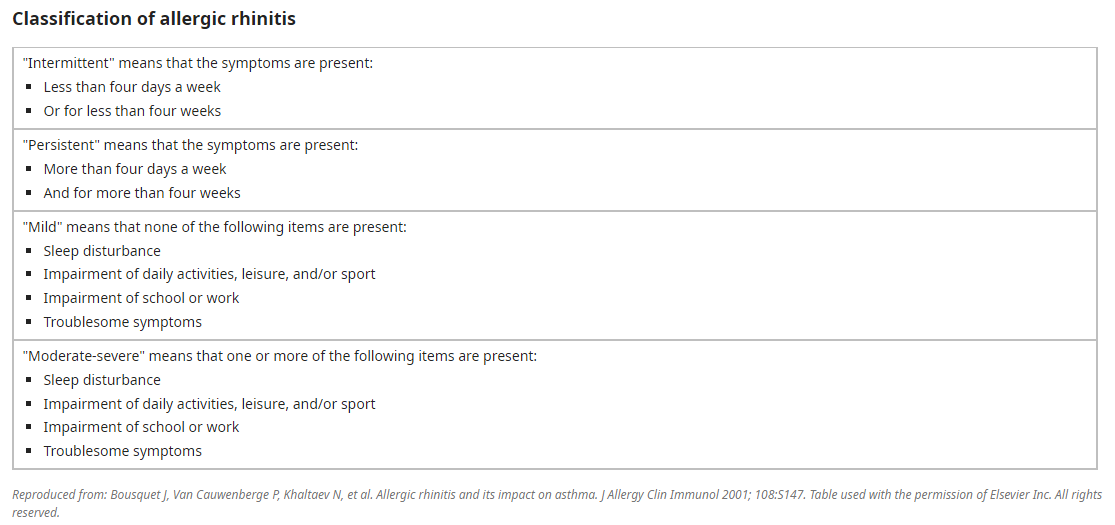 Classification of allergic rhinitis
"Intermittent" means that the symptoms are present:
▪ Less than four days a week
▪ Or for less than four weeks
"Persistent" means that the symptoms are present:
▪ More than four days a week
▪ And for more than four weeks
"Mild" means that none of the following items are present:
▪ Sleep disturbance
▪ Impairment of daily activities, leisure, and/or sport
▪ Impairment of school or work
▪ Troublesome symptoms
"Moderate-severe" means that one or more of the following items are present:
▪ Sleep disturbance
▪ Impairment of daily activities, leisure, and/or sport
▪ Impairment of school or work
▪ Troublesome symptoms
Reproduced from: Bousquet J, Van Cauwenberge P, Khaltaev N, et al. Allergic rhinitis and its impact on asthma. J Allergy Clin Immunol 2001; 108:S147. Table used with the permission of Elsevier Inc. All rights
reserved.